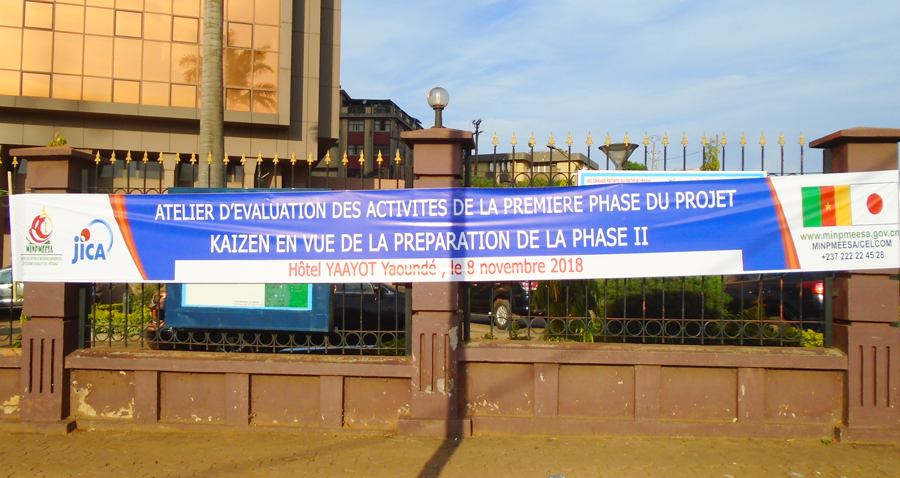 ATELIER D'EVALUATION DES ACTIVITES DE LA PREMIERE PHASE DU PROJET
KAIZEN EN VUE DE LA PREPARATION DE LA PHASE II
Hôtel YAAYOT Yaoundé , le 8 novembre 2018
MINPMEESA
jica
www.minpmeesa.gov.cn
MINPMEESA/CELCOM
+237 222 22 45 28